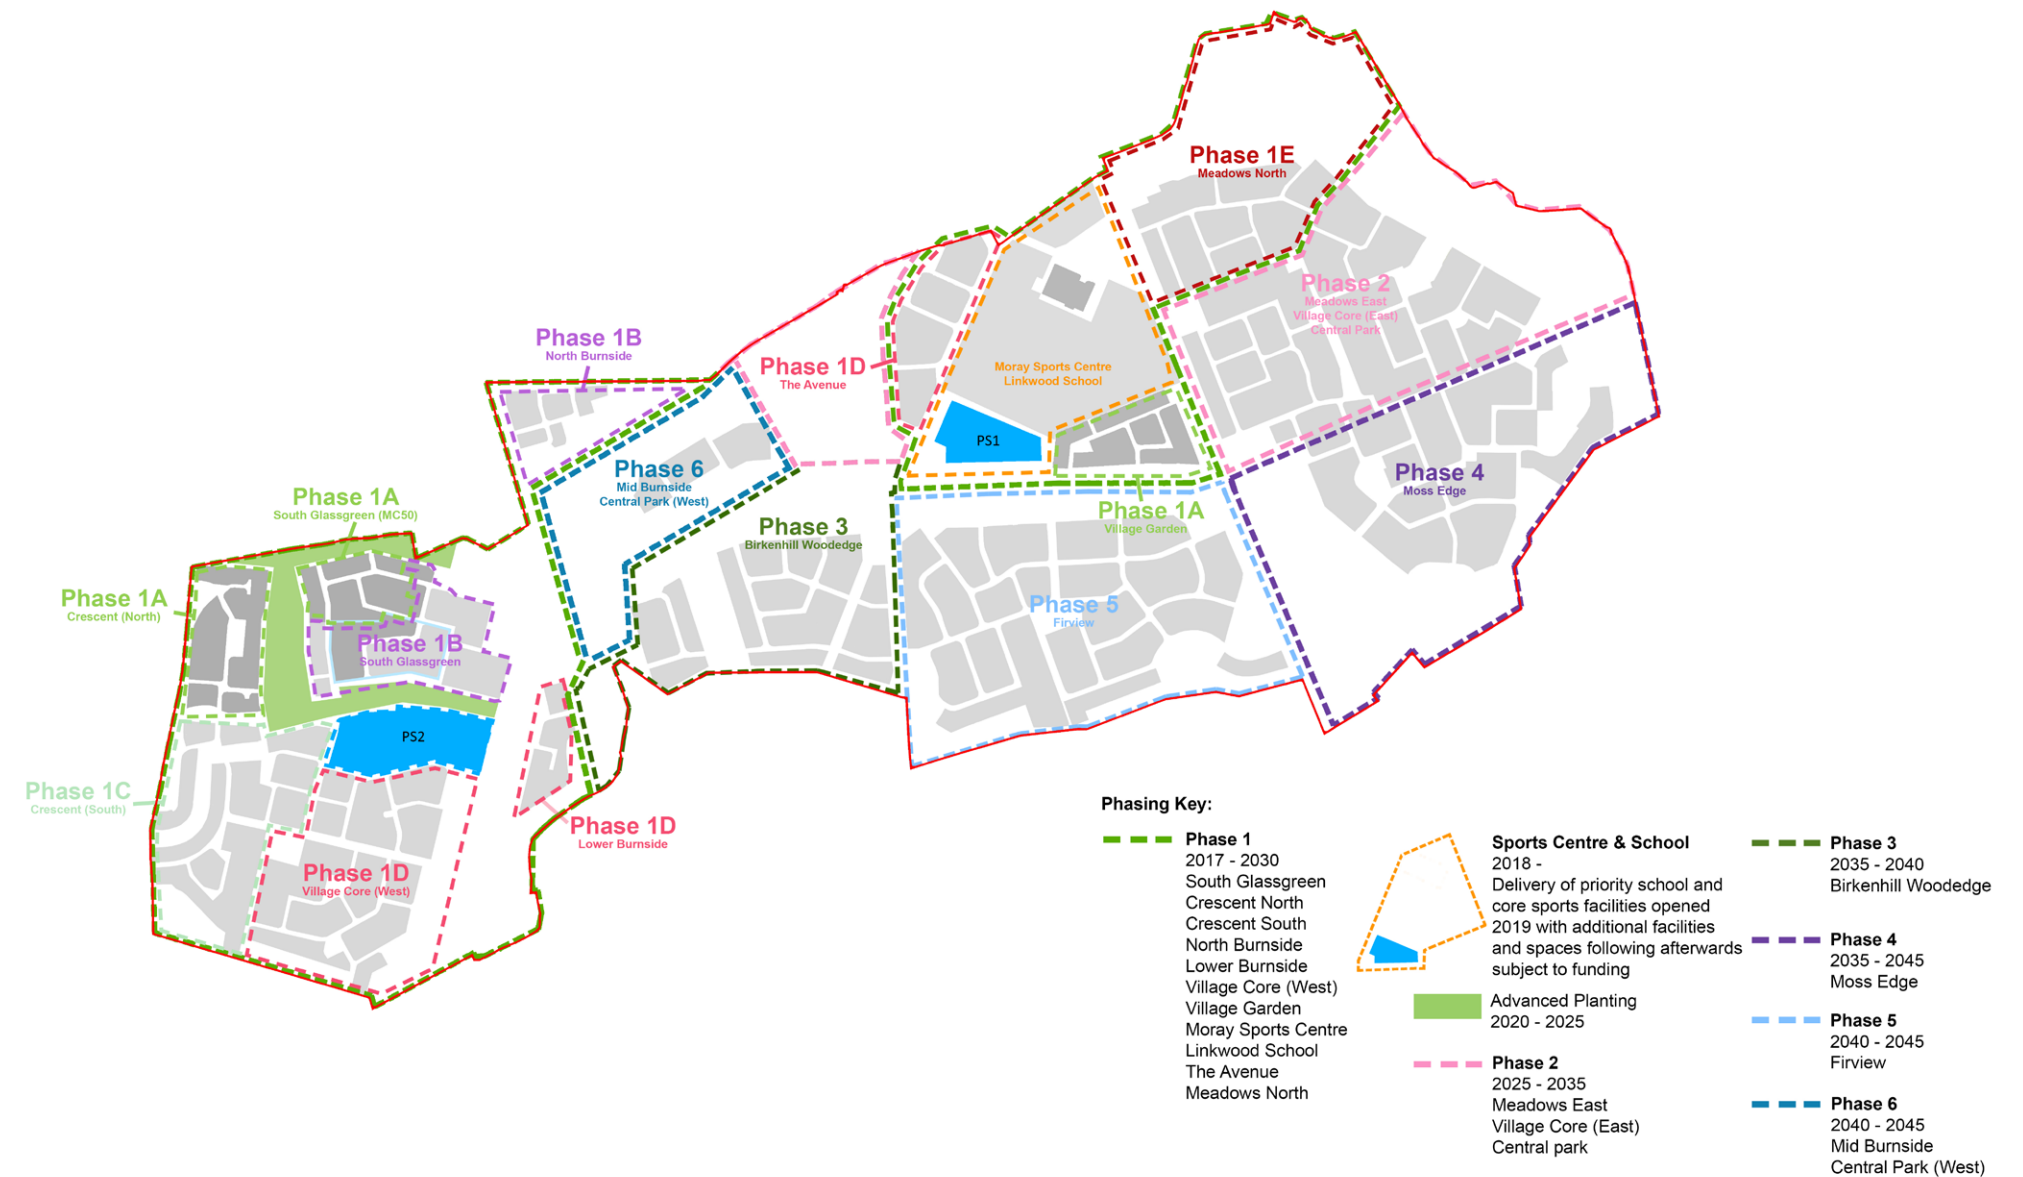 Phase 1E
Meadows North
Phase 2
Meadows East
Village Core (East)
Central Park
Phase 1B
North Burnside
Phase 1D
The Avenue
Moray Sports Centre
Linkwood School
PS1
Phase 6
Mid Burnside
Central Park (West)
Phase 4
Moss Edge
Phase 1A
South Glassgreen (MC50)
Phase 3
Birkenhill Woodedge
Phase 1A
Village Garden
Phase 1A
Crescent (North)
Phase 5
Firview
Phase 1B
South Glassgreen
PS2
Phase 1C
Crescent (South)
Phase 1D
Lower Burnside
Phase 1D
Village Core (West)
Phasing Key:
Phase 1
2017 - 2030
South Glassgreen
Crescent North
Crescent South
North Burnside
Lower Burnside
Village Core (West)
Village Garden
Moray Sports Centre
Linkwood School
The Avenue
Meadows North
Sports Centre & School
2018 -
Delivery of priority school and
core sports facilities opened
2019 with additional facilities
and spaces following afterwards
subject to funding
Advanced Planting
2020 - 2025
Phase 2
2025 - 2035
Meadows East
Village Core (East)
Central park
Phase 3
2035 - 2040
Birkenhill Woodedge
Phase 4
2035 - 2045
Moss Edge
Phase 5
2040 - 2045
Firview
Phase 6
2040 - 2045
Mid Burnside
Central Park (West)